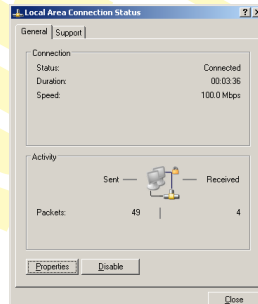 Local Area Connection Status
General Support
Connection
Status: Connected
Duration: 00:03:36
Speed: 100.0 Mbps
Activity
Sent Received
Packets: 49 4
Properties Disable
Close